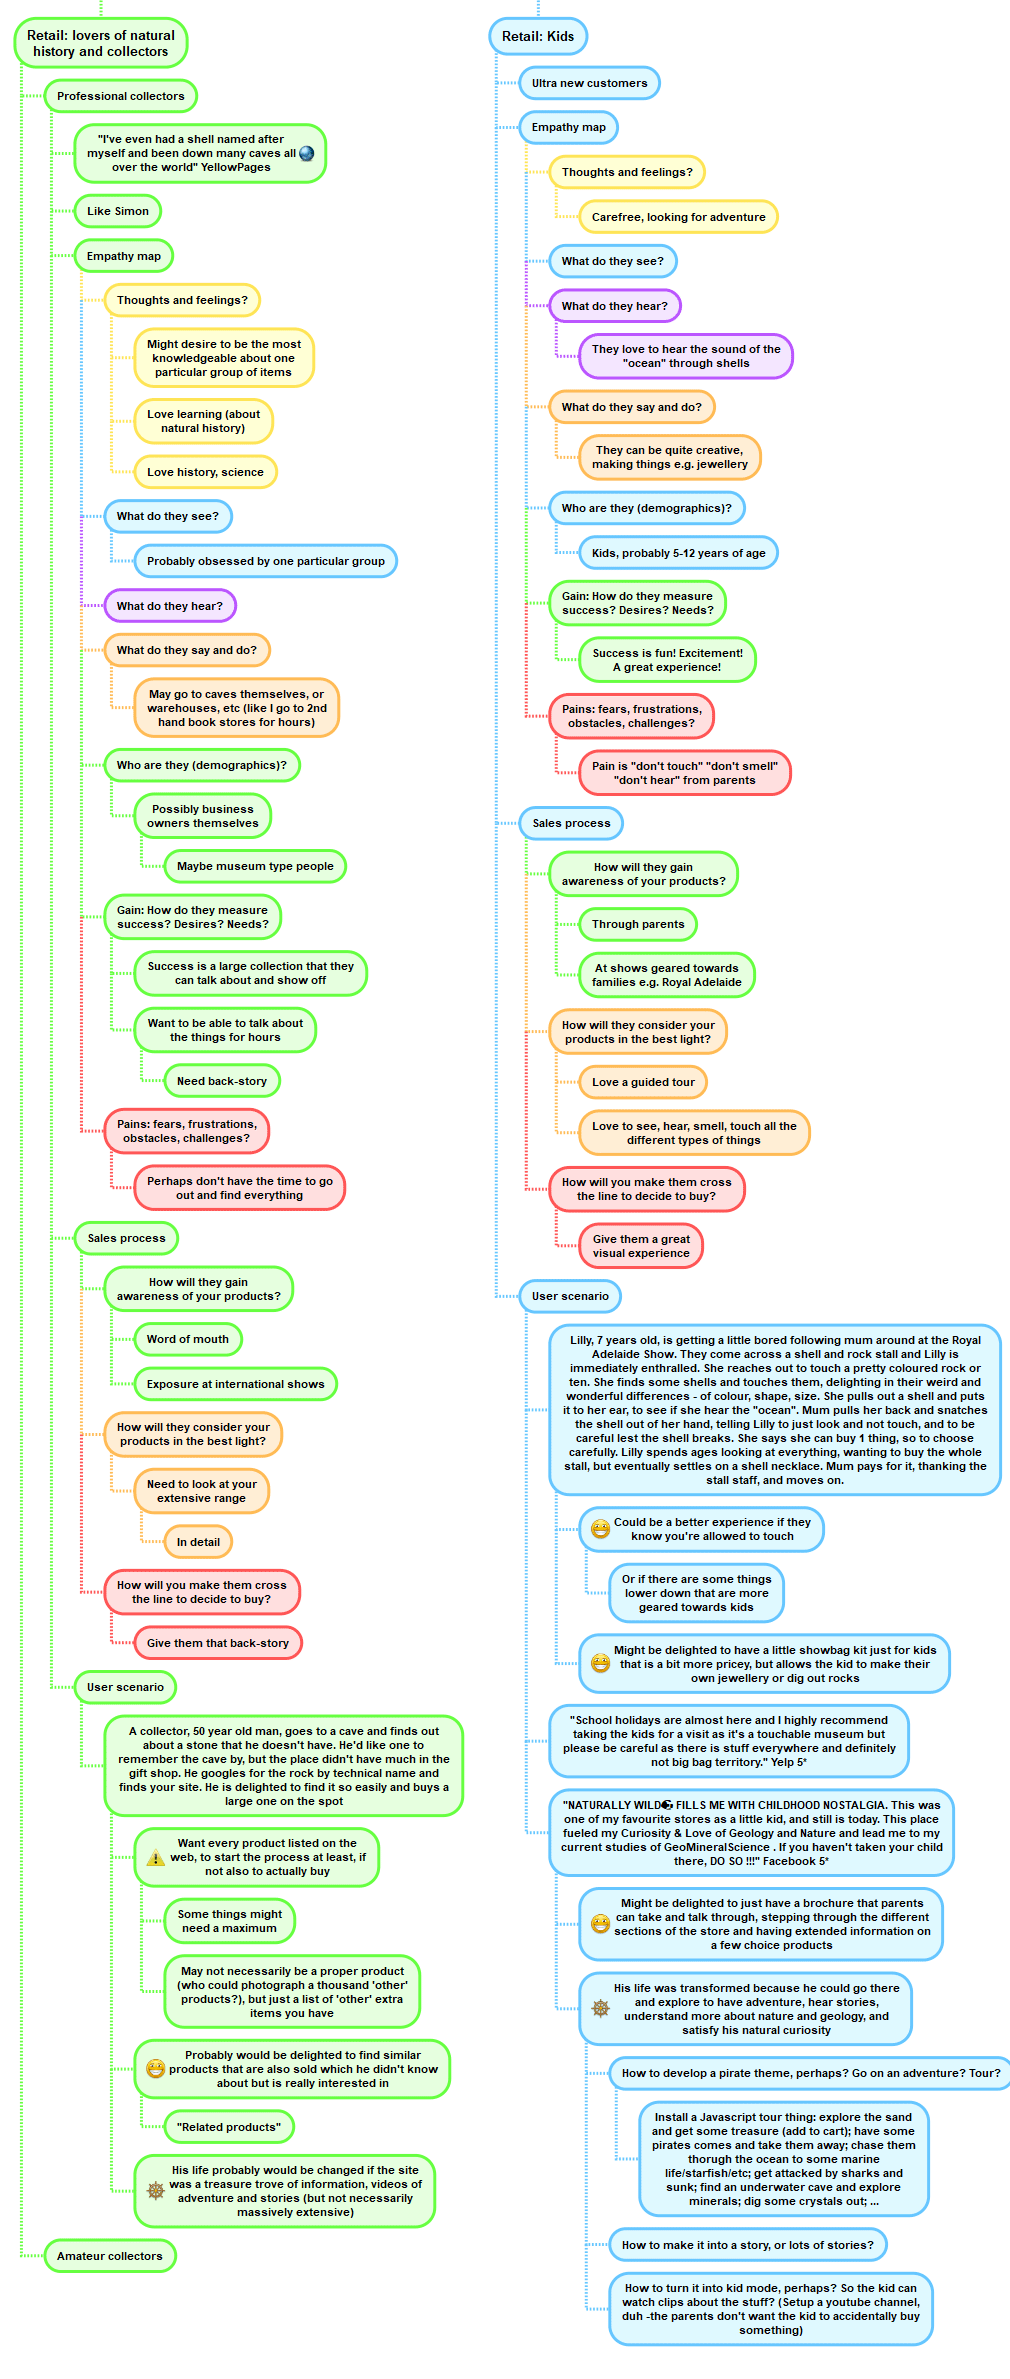 Retail: lovers of natural
history and collectors
Professional collectors
"I've even had a shell named after
myself and been down many caves all
over the world" YellowPages
Like Simon
Empathy map
Thoughts and feelings?
Might desire to be the most
knowledgeable about one
particular group of items
Love learning (about
natural history)
Love history, science
What do they see?
Probably obsessed by one particular group
What do they hear?
What do they say and do?
May go to caves themselves, or
warehouses, etc (like I go to 2nd
hand book stores for hours)
Who are they (demographics)?
Possibly business
owners themselves
Maybe museum type people
Gain: How do they measure
success? Desires? Needs?
Success is a large collection that they
can talk about and show off
Want to be able to talk about
the things for hours
Need back-story
Pains: fears, frustrations,
obstacles, challenges?
Perhaps don't have the time to go
out and find everything
Sales process
How will they gain
awareness of your products?
Word of mouth
Exposure at international shows
How will they consider your
products in the best light?
Need to look at your
extensive range
In detail
How will you make them cross
the line to decide to buy?
Give them that back-story
User scenario
A collector, 50 year old man, goes to a cave and finds out
about a stone that he doesn't have. He'd like one to
remember the cave by, but the place didn't have much in the
gift shop. He googles for the rock by technical name and
finds your site. He is delighted to find it so easily and buys a
large one on the spot
Want every product listed on the
web, to start the process at least, if
not also to actually buy
Some things might
need a maximum
May not necessarily be a proper product
(who could photograph a thousand 'other'
products?), but just a list of 'other' extra
items you have
Probably would be delighted to find similar
products that are also sold which he didn't know
about but is really interested in
"Related products"
His life probably would be changed if the site
was a treasure trove of information, videos of
adventure and stories (but not necessarily
massively extensive)
Amateur collectors
Retail: Kids
Ultra new customers
Empathy map
Thoughts and feelings?
Carefree, looking for adventure
What do they see?
What do they hear?
They love to hear the sound of the
"ocean" through shells
What do they say and do?
They can be quite creative,
making things e.g. jewellery
Who are they (demographics)?
Kids, probably 5-12 years of age
Gain: How do they measure
success? Desires? Needs?
Success is fun! Excitement!
A great experience!
Pains: fears, frustrations,
obstacles, challenges?
Pain is "don't touch" "don't smell"
"don't hear" from parents
Sales process
How will they gain
awareness of your products?
Through parents
At shows geared towards
families e.g. Royal Adelaide
How will they consider your
products in the best light?
Love a guided tour
Love to see, hear, smell, touch all the
different types of things
How will you make them cross
the line to decide to buy?
Give them a great
visual experience
User scenario
Lilly, 7 years old, is getting a little bored following mum around at the Royal
Adelaide Show. They come across a shell and rock stall and Lilly is
immediately enthralled. She reaches out to touch a pretty coloured rock or
ten. She finds some shells and touches them, delighting in their weird and
wonderful differences - of colour, shape, size. She pulls out a shell and puts
it to her ear, to see if she hear the "ocean". Mum pulls her back and snatches
the shell out of her hand, telling Lilly to just look and not touch, and to be
careful lest the shell breaks. She says she can buy 1 thing, so to choose
carefully. Lilly spends ages looking at everything, wanting to buy the whole
stall, but eventually settles on a shell necklace. Mum pays for it, thanking the
stall staff, and moves on.
Could be a better experience if they
know you're allowed to touch
Or if there are some things
lower down that are more
geared towards kids
Might be delighted to have a little showbag kit just for kids
that is a bit more pricey, but allows the kid to make their
own jewellery or dig out rocks
"School holidays are almost here and I highly recommend
taking the kids for a visit as it's a touchable museum but
please be careful as there is stuff everywhere and definitely
not big bag territory." Yelp 5*
"NATURALLY WILD FILLS ME WITH CHILDHOOD NOSTALGIA. This was
one of my favourite stores as a little kid, and still is today. This place
fueled my Curiosity & Love of Geology and Nature and lead me to my
current studies of GeoMineralScience . If you haven't taken your child
there, DO SO !!!" Facebook 5*
Might be delighted to just have a brochure that parents
can take and talk through, stepping through the different
sections of the store and having extended information on
a few choice products
His life was transformed because he could go there
and explore to have adventure, hear stories,
understand more about nature and geology, and
satisfy his natural curiosity
How to develop a pirate theme, perhaps? Go on an adventure? Tour?
Install a Javascript tour thing: explore the sand
and get some treasure (add to cart); have some
pirates comes and take them away; chase them
thorugh the ocean to some marine
life/starfish/etc; get attacked by sharks and
sunk; find an underwater cave and explore
minerals; dig some crystals out; ...
How to make it into a story, or lots of stories?
How to turn it into kid mode, perhaps? So the kid can
watch clips about the stuff? (Setup a youtube channel,
duh -the parents don't want the kid to accidentally buy
something)